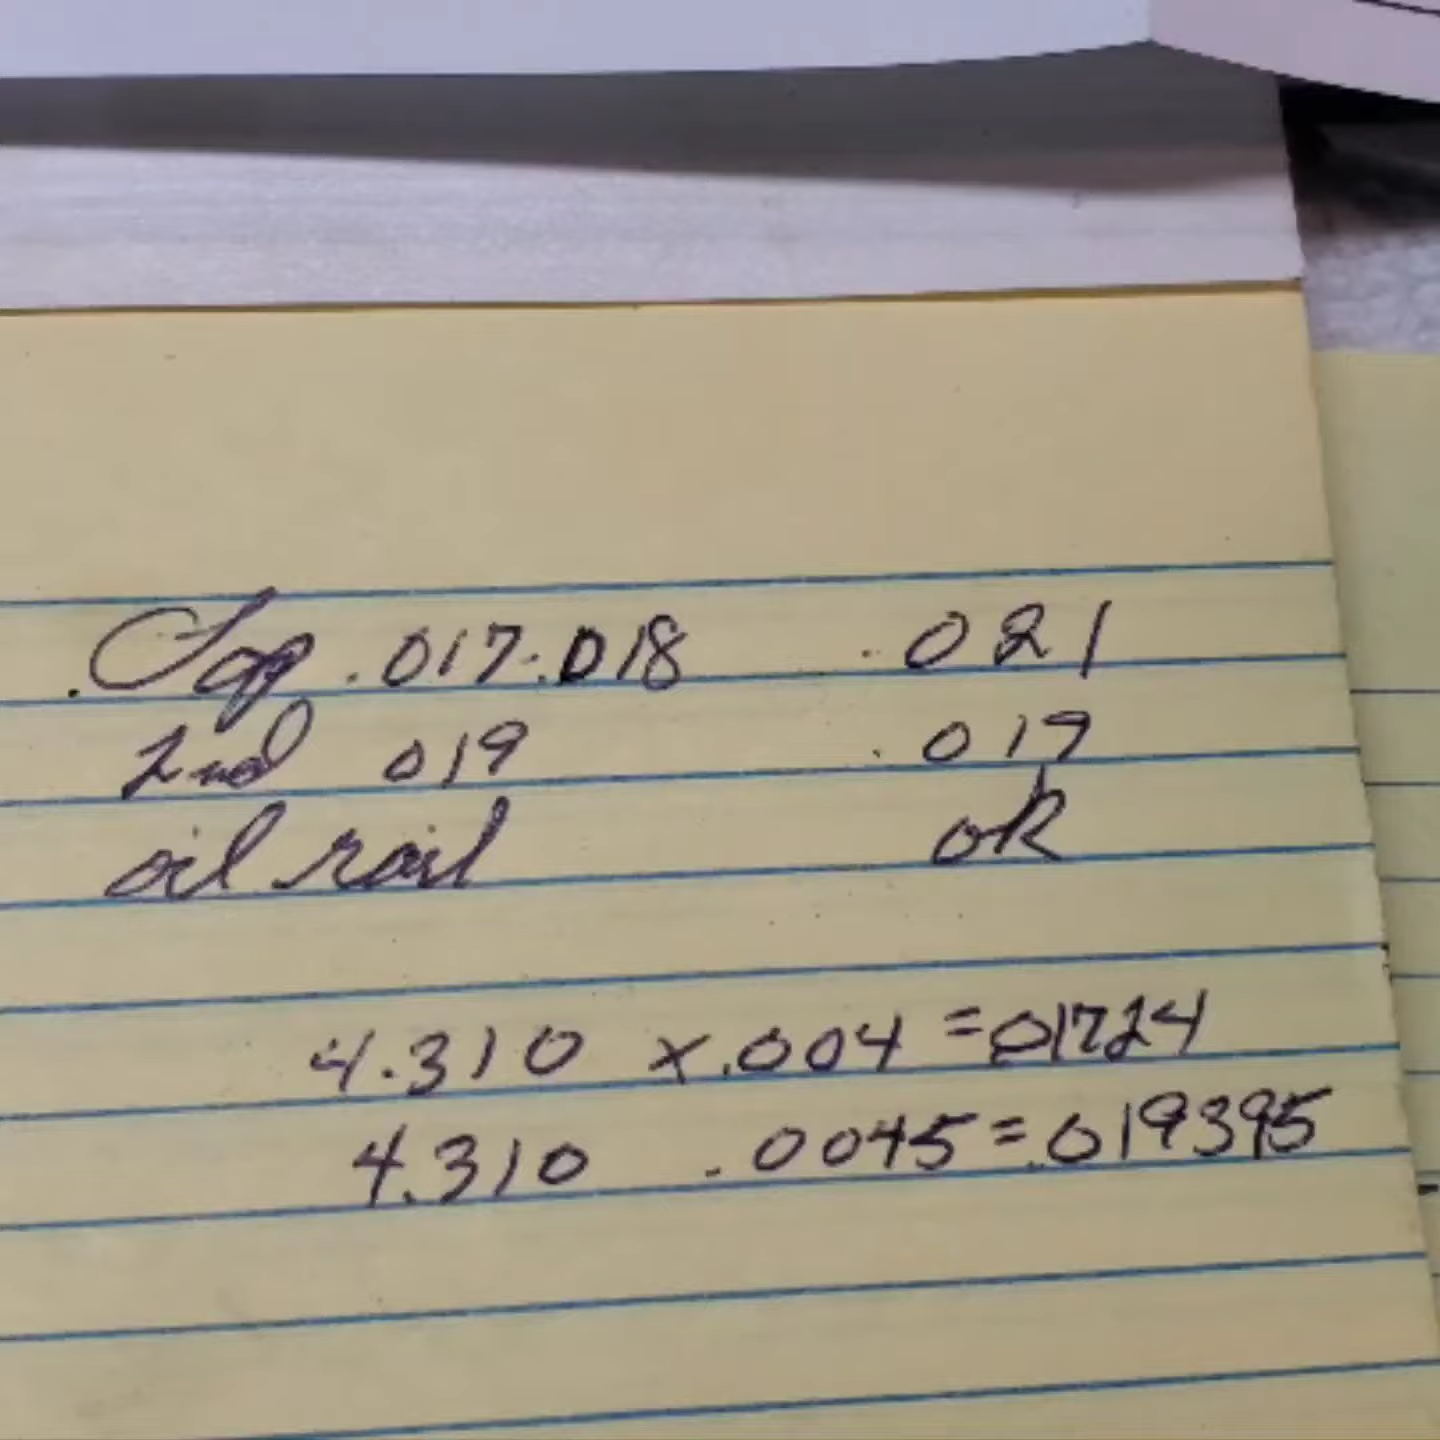 . Top .017-.018 .021
2nd 019 .019
oil rail ok
4.310 x .004 = 01724
4.310 .0045 = .019395